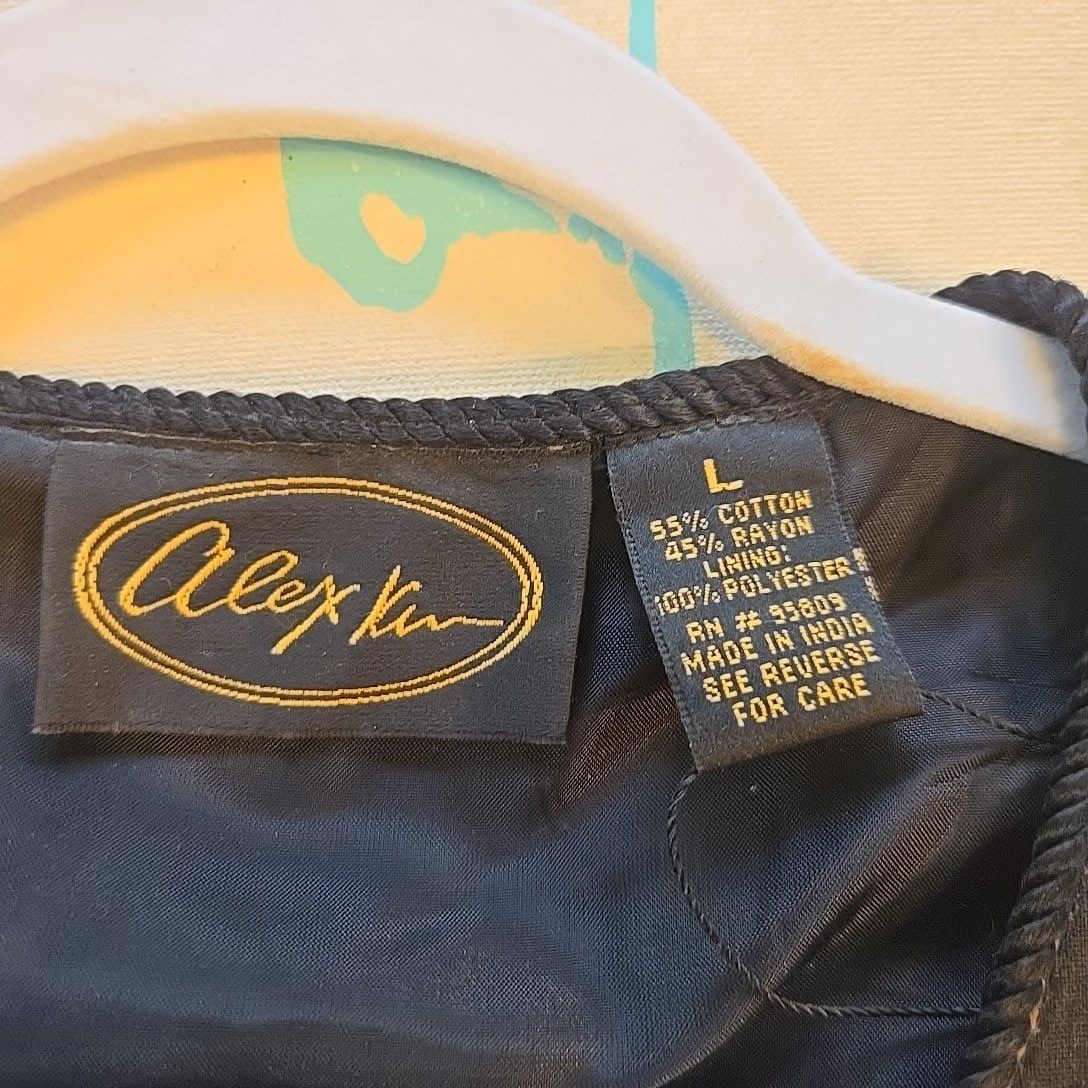 Alex Kim
L
55% COTTON
45% RAYON
LINING:
100% POLYESTER
RN # 95809
MADE IN INDIA
SEE REVERSE
FOR CARE